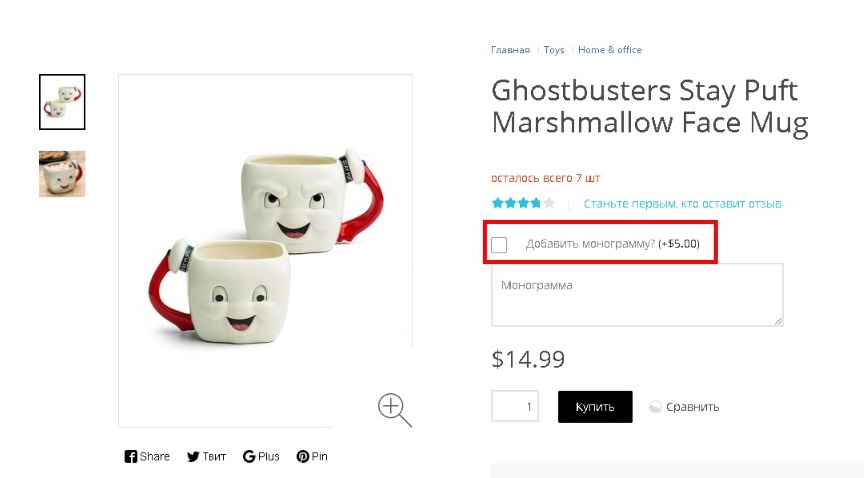 Главная Toys Home & office
Ghostbusters Stay Puft
Marshmallow Face Mug
осталось всего 7 шт
Станьте первым, кто оставит отзыв
Добавить монограмму? (+$5.00)
Монограмма
$14.99
1 Купить Сравнить
Share Твит Plus Pin